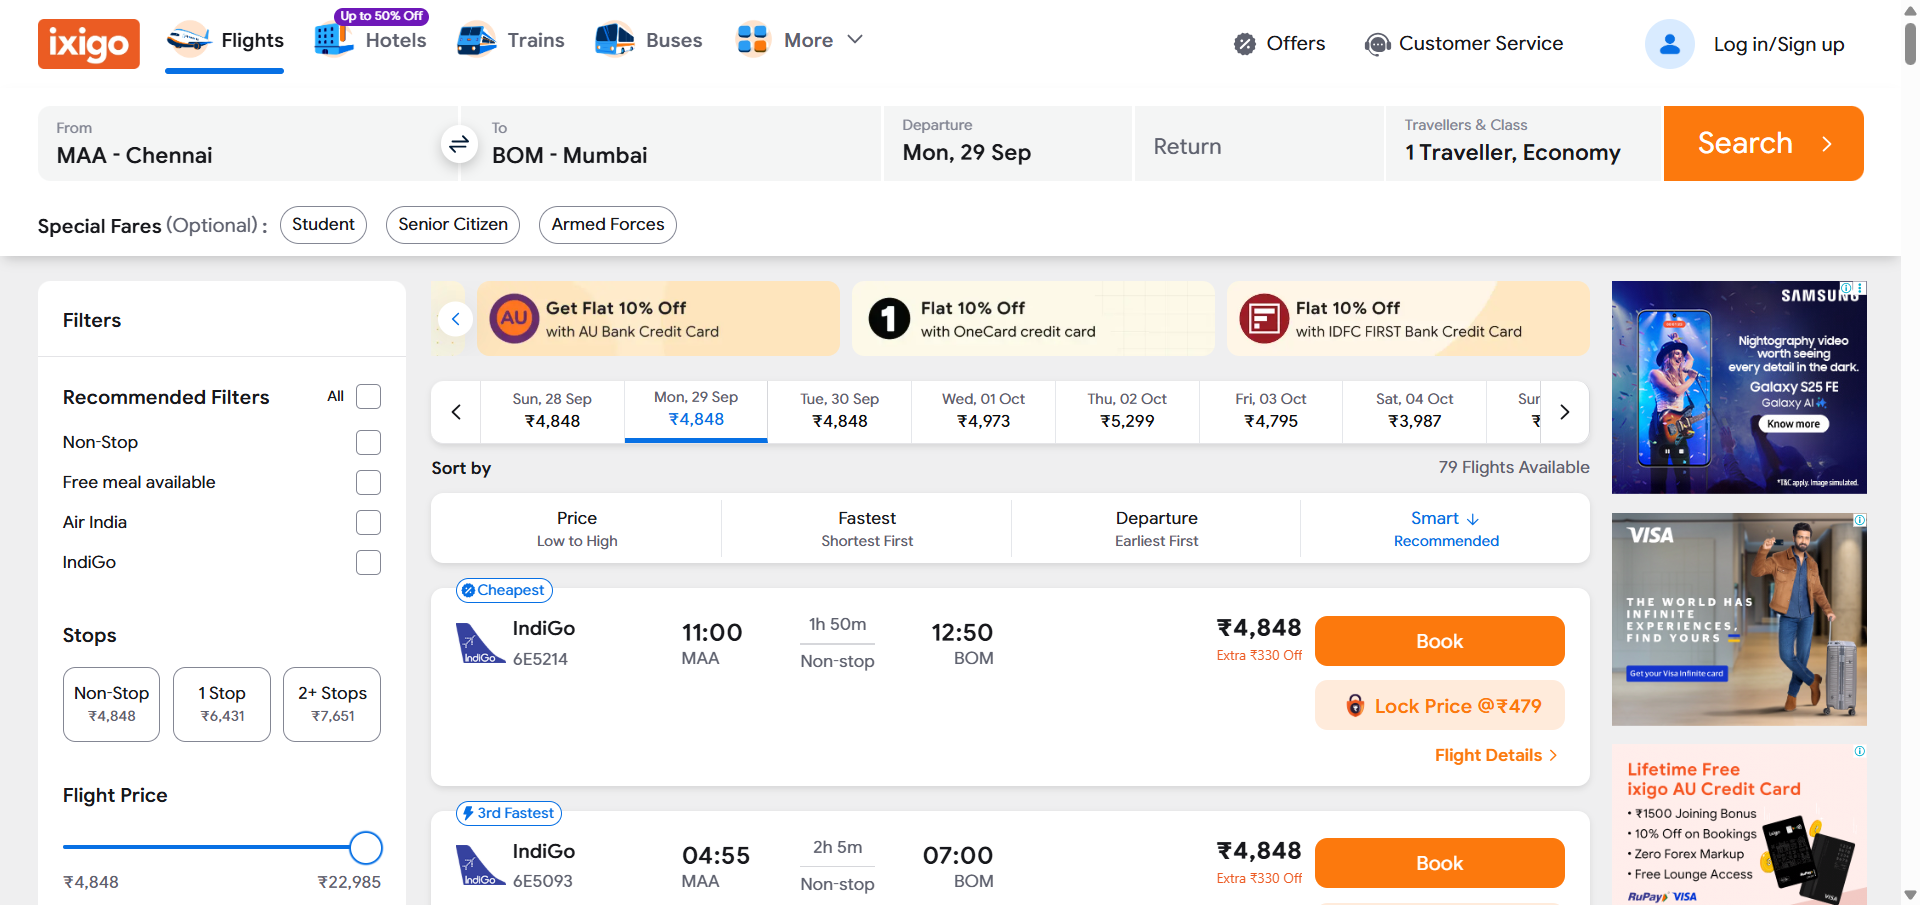 ixigo
Flights
Up to 50% Off
Hotels
Trains
Buses
More
Offers
Customer Service
Log in/Sign up
From
MAA - Chennai
To
BOM - Mumbai
Departure
Mon, 29 Sep
Return
Travellers & Class
1 Traveller, Economy
Search
Special Fares (Optional) :
Student
Senior Citizen
Armed Forces
Filters
Recommended Filters
All
Non-Stop
Free meal available
Air India
IndiGo
Stops
Non-Stop
₹4,848
1 Stop
₹6,431
2+ Stops
₹7,651
Flight Price
₹4,848
₹22,985
AU
Get Flat 10% Off
with AU Bank Credit Card
1
Flat 10% Off
with OneCard credit card
Flat 10% Off
with IDFC FIRST Bank Credit Card
Sun, 28 Sep
₹4,848
Mon, 29 Sep
₹4,848
Tue, 30 Sep
₹4,848
Wed, 01 Oct
₹4,973
Thu, 02 Oct
₹5,299
Fri, 03 Oct
₹4,795
Sat, 04 Oct
₹3,987
Sur
₹
Sort by
79 Flights Available
Price
Low to High
Fastest
Shortest First
Departure
Earliest First
Smart
Recommended
Cheapest
IndiGo
IndiGo
6E5214
11:00
MAA
1h 50m
Non-stop
12:50
BOM
₹4,848
Extra ₹330 Off
Book
Lock Price @₹479
Flight Details
3rd Fastest
IndiGo
IndiGo
6E5093
04:55
MAA
2h 5m
Non-stop
07:00
BOM
₹4,848
Extra ₹330 Off
Book
SAMSUNG
Nightography video
worth seeing
every detail in the dark.
Galaxy S25 FE
Galaxy AI
Know more
*T&C apply. Image simulated.
VISA
THE WORLD HAS
INFINITE
EXPERIENCES,
FIND YOURS
Get your Visa Infinite card
Lifetime Free
ixigo AU Credit Card
• ₹1500 Joining Bonus
• 10% Off on Bookings
• Zero Forex Markup
• Free Lounge Access
RuPay VISA